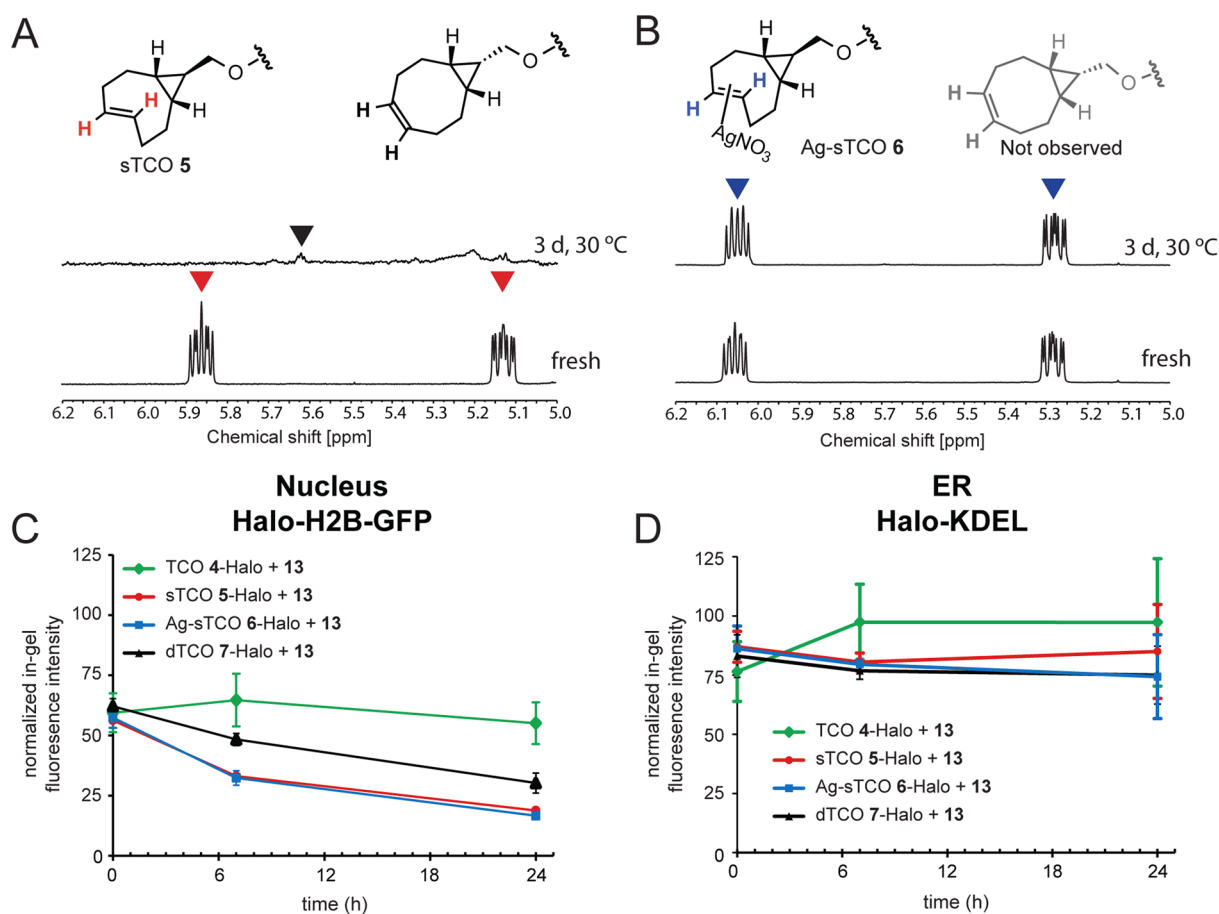 A
H
H
H
H
O
sTCO 5
H
H
H
H
O
3 d, 30 ºC
fresh
6.2 6.1 6.0 5.9 5.8 5.7 5.6 5.5 5.4 5.3 5.2 5.1 5.0
Chemical shift [ppm]
B
H
H
H
H
O
AgNO3
Ag-sTCO 6
H
H
H
H
O
Not observed
3 d, 30 ºC
fresh
6.2 6.1 6.0 5.9 5.8 5.7 5.6 5.5 5.4 5.3 5.2 5.1 5.0
Chemical shift [ppm]
Nucleus
Halo-H2B-GFP
C
normalized in-gel
fluoresence intensity
125
100
75
50
25
0
TCO 4-Halo + 13
sTCO 5-Halo + 13
Ag-sTCO 6-Halo + 13
dTCO 7-Halo + 13
0 6 12 18 24
time (h)
ER
Halo-KDEL
D
normalized in-gel
fluoresence intensity
125
100
75
50
25
0
TCO 4-Halo + 13
sTCO 5-Halo + 13
Ag-sTCO 6-Halo + 13
dTCO 7-Halo + 13
0 6 12 18 24
time (h)